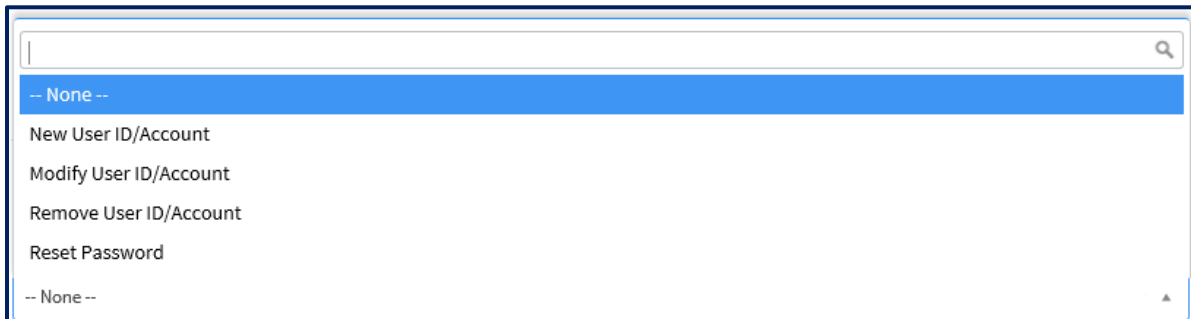 -- None --
New User ID/Account
Modify User ID/Account
Remove User ID/Account
Reset Password
-- None --